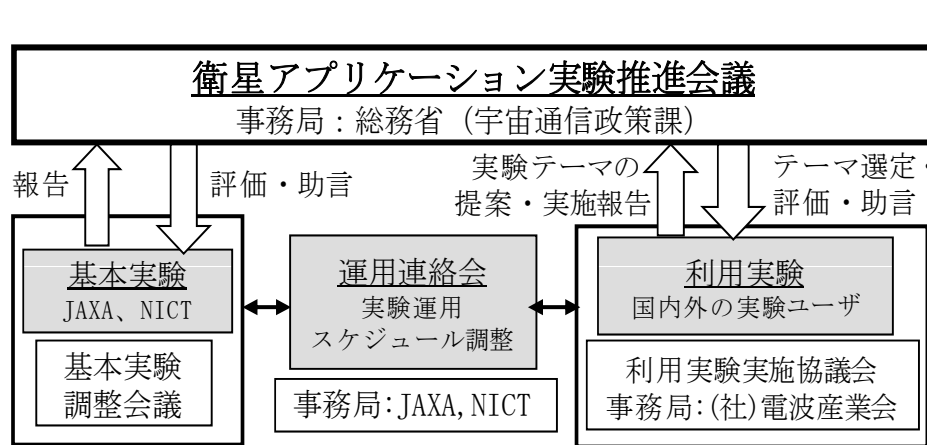 衛星アプリケーション実験推進会議
事務局：総務省（宇宙通信政策課）
報告
評価・助言
実験テーマの
提案・実施報告
テーマ選定・
評価・助言
基本実験
JAXA、NICT
基本実験
調整会議
運用連絡会
実験運用
スケジュール調整
事務局：JAXA,NICT
利用実験
国内外の実験ユーザ
利用実験実施協議会
事務局：(社)電波産業会